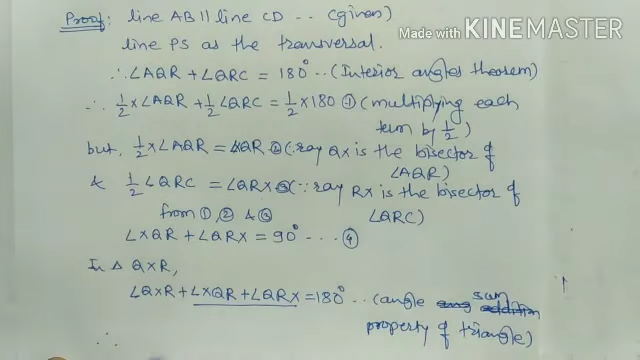 Proof: line AB || line CD -- (given)
Made with KINEMASTER
line PS as the transversal.
∴ ∠AQR + ∠QRC = 180° -- (Interior angles theorem)
∴ 1/2 × ∠AQR + 1/2 ∠QRC = 1/2 × 180 ① (multiplying each
term by 1/2)
but, 1/2 × ∠AQR = ∠XQR ② (∵ ray QX is the bisector of
∠AQR)
& 1/2 ∠QRC = ∠QRX ③ (∵ ray RX is the bisector of
∠QRC)
from ①, ② & ③
∠XQR + ∠QRX = 90° --- ④
In △ QXR,
∠QXR + ∠XQR + ∠QRX = 180° -- (angle sum
property of triangle)